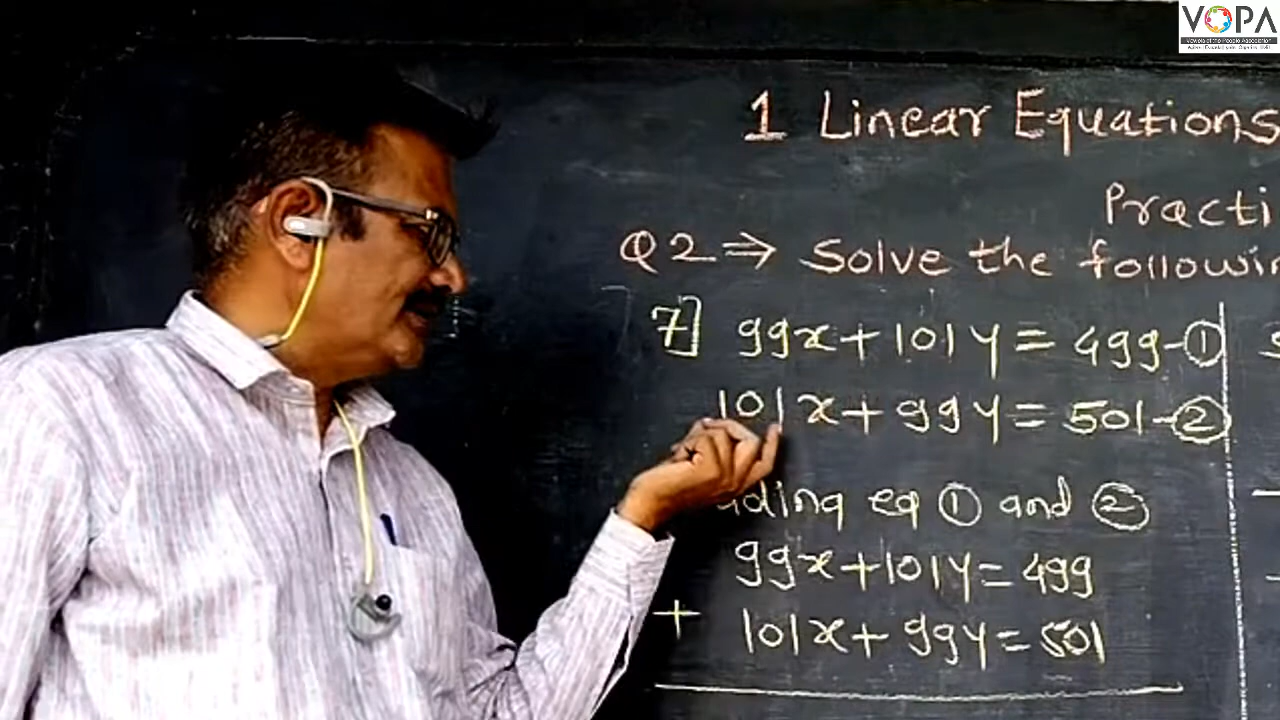 VOPA
1 Linear Equations
Practi
Q2⇒ Solve the followin
7] 99x+101y=499-①
101x+99y=501-②
ding eq ① and ②
99x+101y=499
+ 101x+99y=501